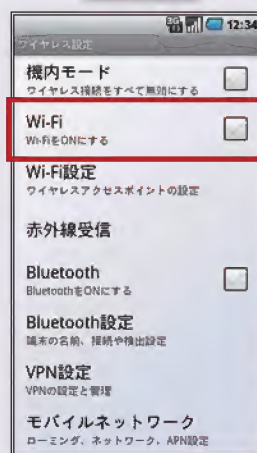 3G
12:34
ワイヤレス設定
機内モード
ワイヤレス接続をすべて無効にする
Wi-Fi
Wi-FiをONにする
Wi-Fi設定
ワイヤレスアクセスポイントの設定
赤外線受信
Bluetooth
BluetoothをONにする
Bluetooth設定
端末の名前、接続や検出設定
VPN設定
VPNの設定と管理
モバイルネットワーク
ローミング、ネットワーク、APN設定